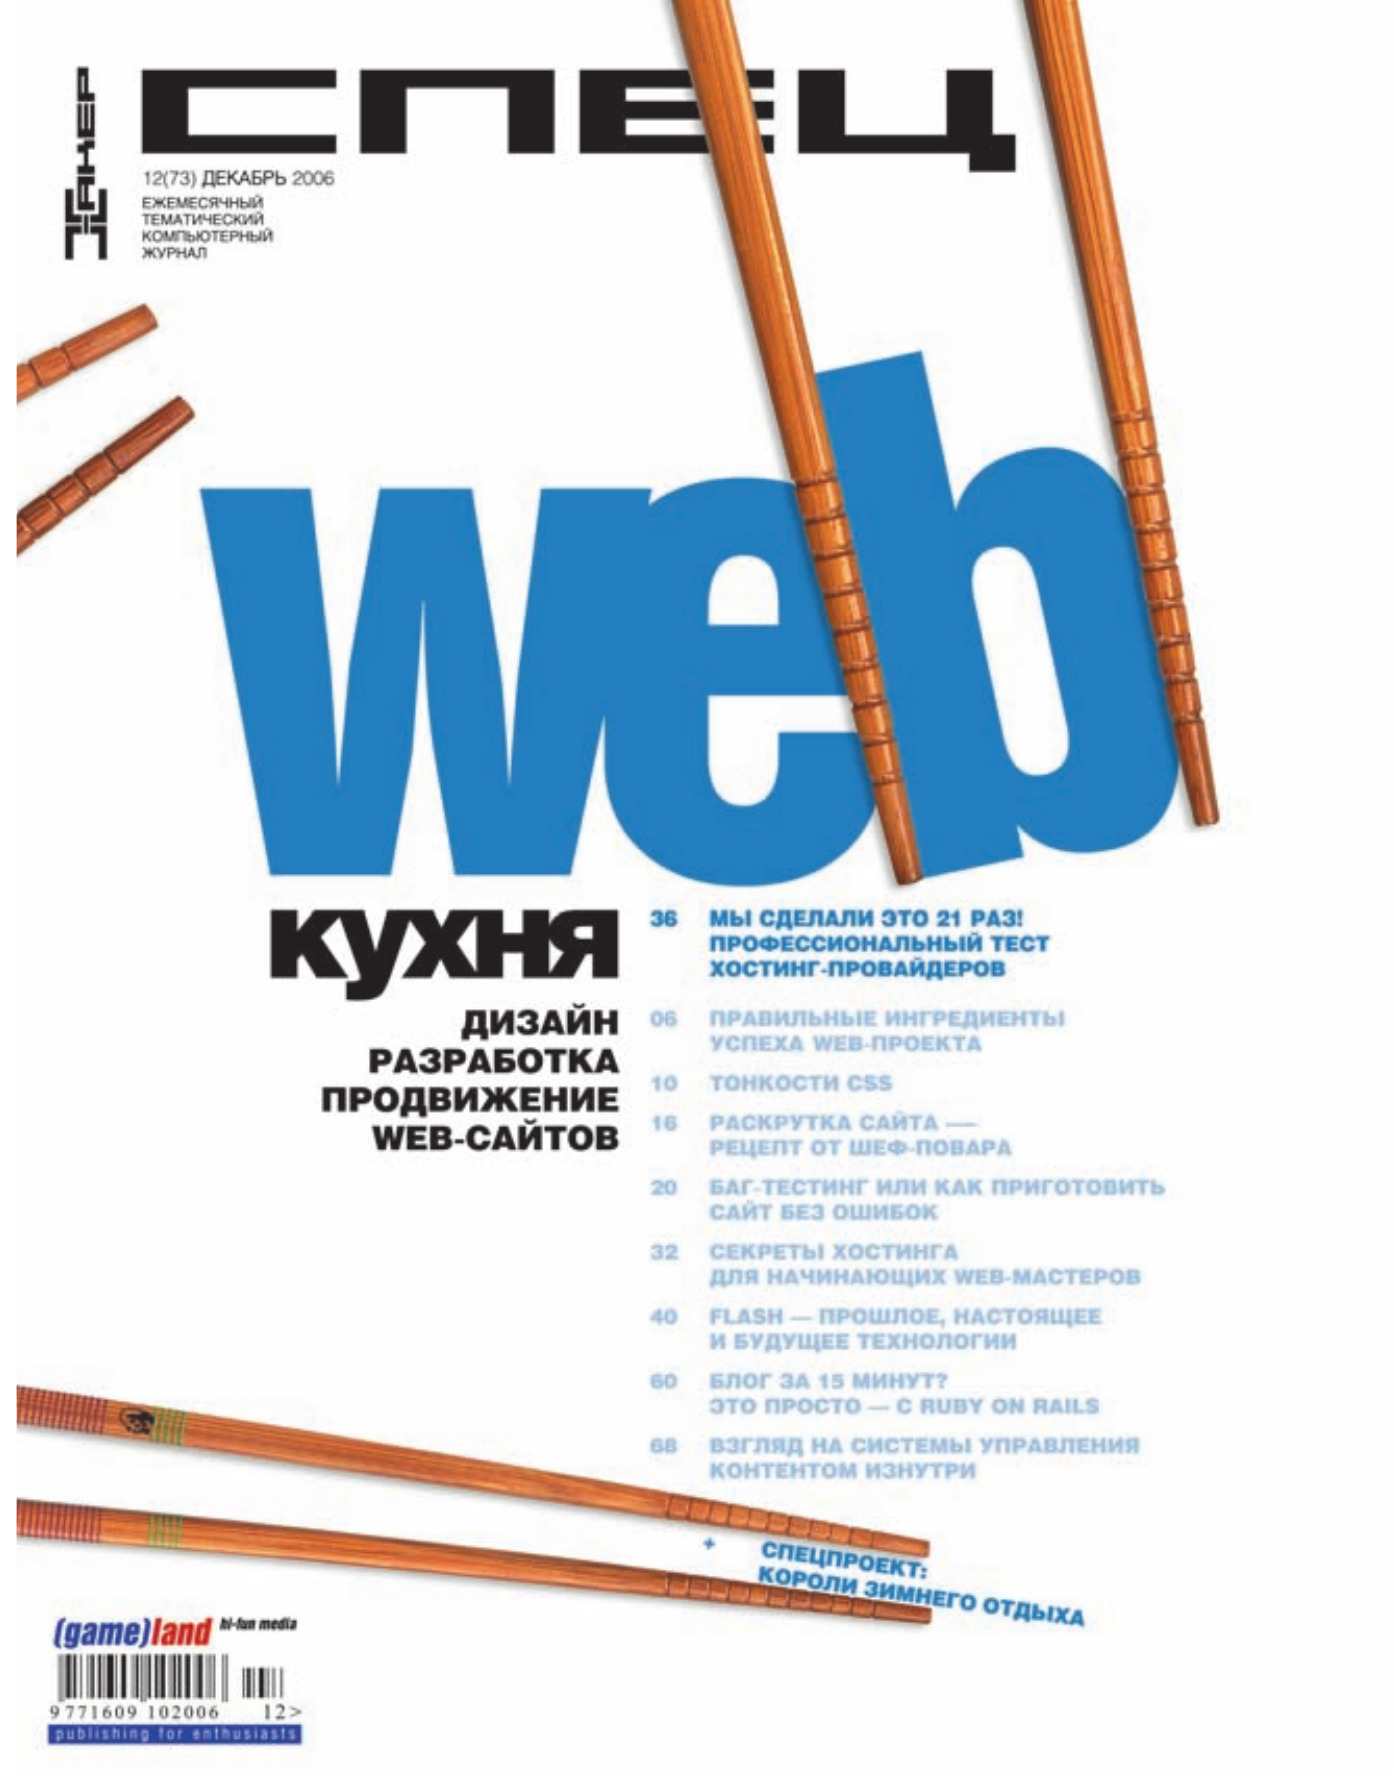 ХАКЕР
СПЕЦ
12(73) ДЕКАБРЬ 2006
ЕЖЕМЕСЯЧНЫЙ
ТЕМАТИЧЕСКИЙ
КОМПЬЮТЕРНЫЙ
ЖУРНАЛ
web
кухня
ДИЗАЙН
РАЗРАБОТКА
ПРОДВИЖЕНИЕ
WEB-САЙТОВ
36 МЫ СДЕЛАЛИ ЭТО 21 РАЗ!
ПРОФЕССИОНАЛЬНЫЙ ТЕСТ
ХОСТИНГ-ПРОВАЙДЕРОВ
06 ПРАВИЛЬНЫЕ ИНГРЕДИЕНТЫ
УСПЕХА WEB-ПРОЕКТА
10 ТОНКОСТИ CSS
16 РАСКРУТКА САЙТА —
РЕЦЕПТ ОТ ШЕФ-ПОВАРА
20 БАГ-ТЕСТИНГ ИЛИ КАК ПРИГОТОВИТЬ
САЙТ БЕЗ ОШИБОК
32 СЕКРЕТЫ ХОСТИНГА
ДЛЯ НАЧИНАЮЩИХ WEB-МАСТЕРОВ
40 FLASH — ПРОШЛОЕ, НАСТОЯЩЕЕ
И БУДУЩЕЕ ТЕХНОЛОГИИ
60 БЛОГ ЗА 15 МИНУТ?
ЭТО ПРОСТО — С RUBY ON RAILS
68 ВЗГЛЯД НА СИСТЕМЫ УПРАВЛЕНИЯ
КОНТЕНТОМ ИЗНУТРИ
+ СПЕЦПРОЕКТ:
КОРОЛИ ЗИМНЕГО ОТДЫХА
(game)land hi-fun media
9 771609 102006 12>
publishing for enthusiasts